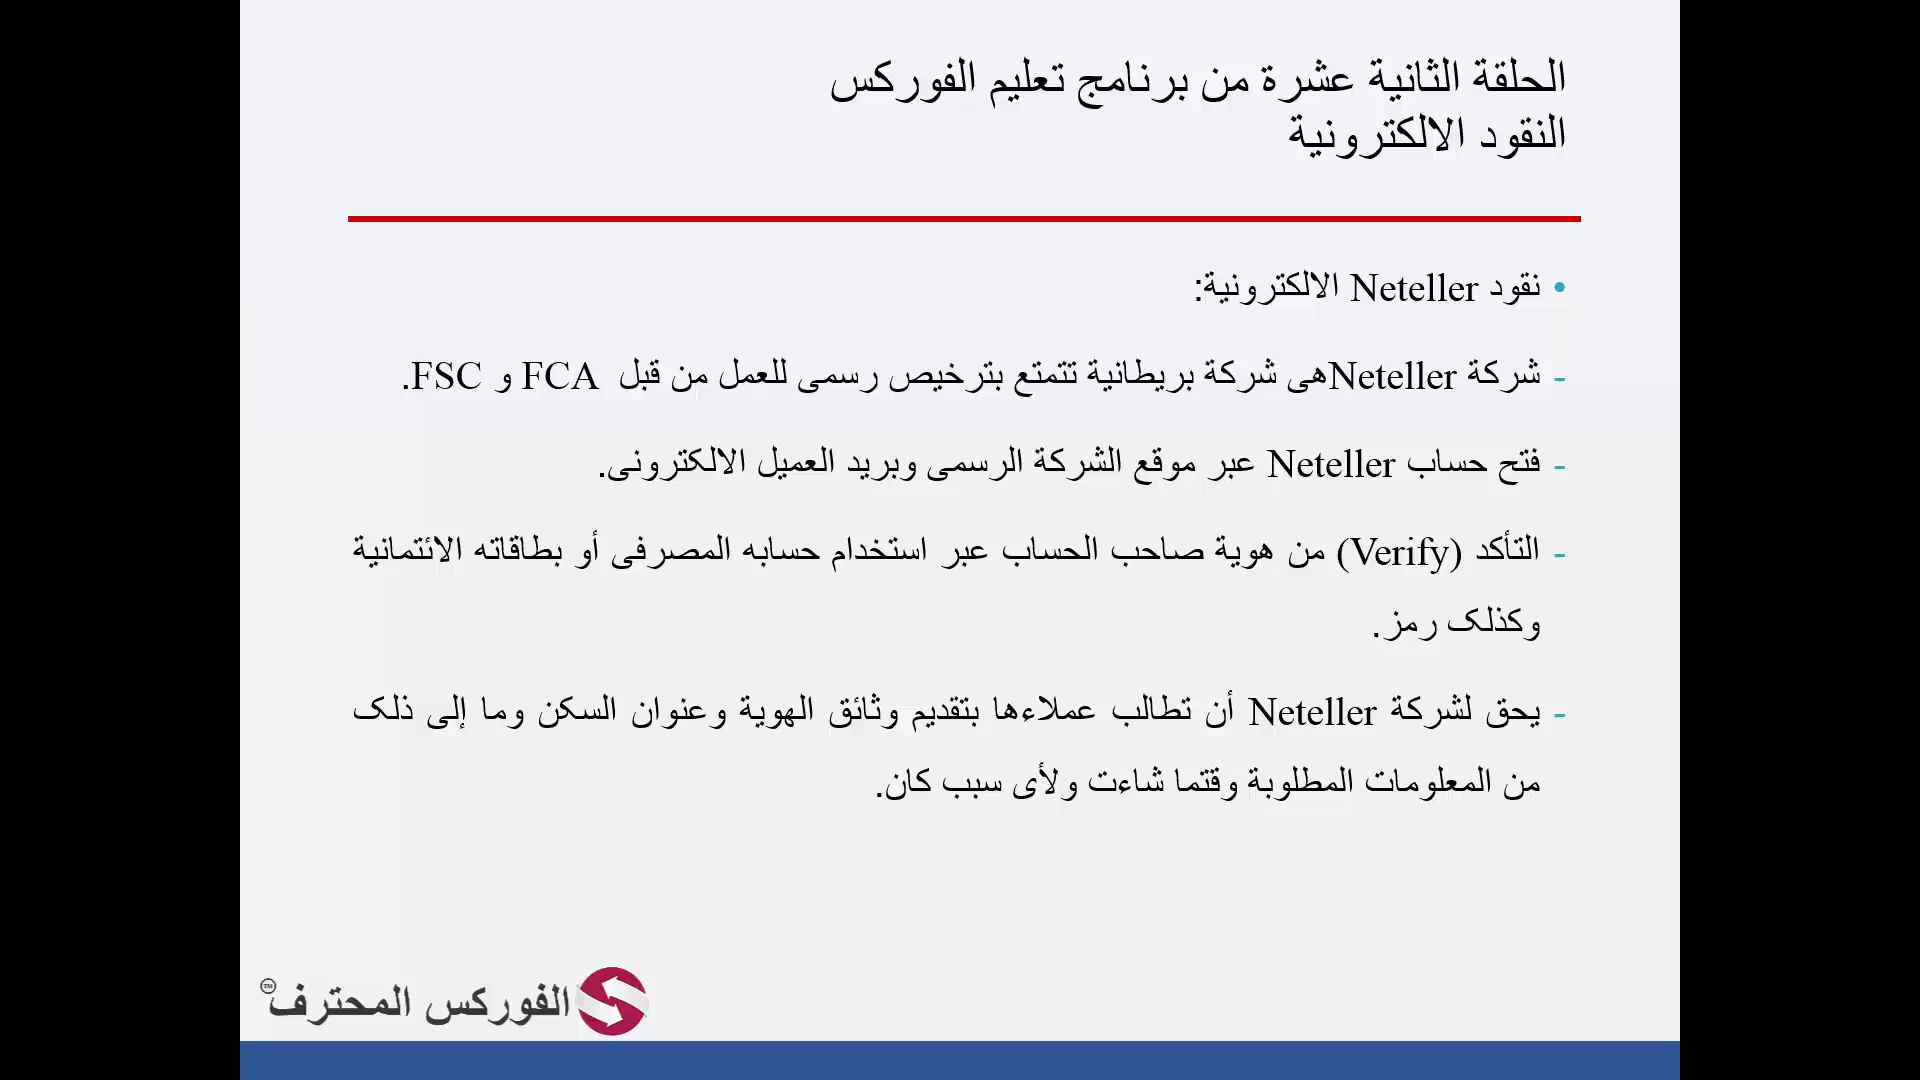 الحلقة الثانية عشرة من برنامج تعليم الفوركس
النقود الالكترونية
• نقود Neteller الالكترونية:
- شركة Netellerهى شركة بريطانية تتمتع بترخيص رسمى للعمل من قبل FCA و FSC.
- فتح حساب Neteller عبر موقع الشركة الرسمى وبريد العميل الالكترونى.
- التأكد (Verify) من هوية صاحب الحساب عبر استخدام حسابه المصرفى أو بطاقاته الائتمانية
وكذلک رمز.
- يحق لشركة Neteller أن تطالب عملاءها بتقديم وثائق الهوية وعنوان السكن وما إلى ذلک
من المعلومات المطلوبة وقتما شاءت ولأى سبب كان.
الفوركس المحترف TM